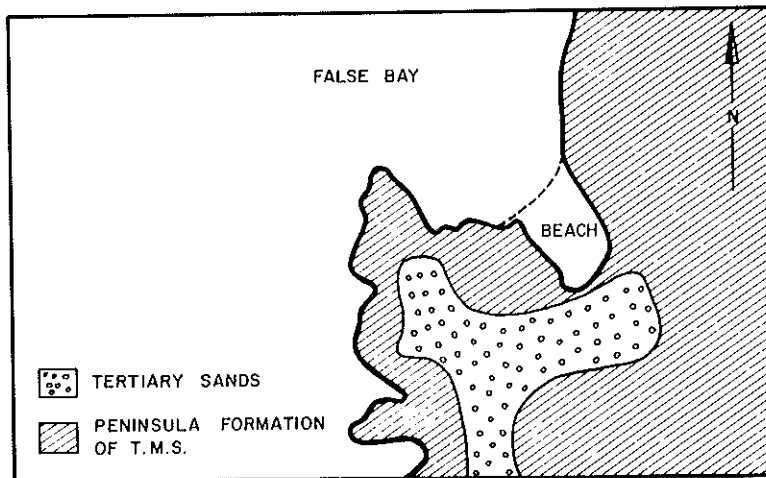 FALSE BAY
N
BEACH
TERTIARY SANDS
PENINSULA FORMATION
OF T.M.S.